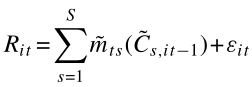 $R_{it} = \sum_{s=1}^{S} \tilde{m}_{ts}(\tilde{C}_{s,it-1}) + \varepsilon_{it}$